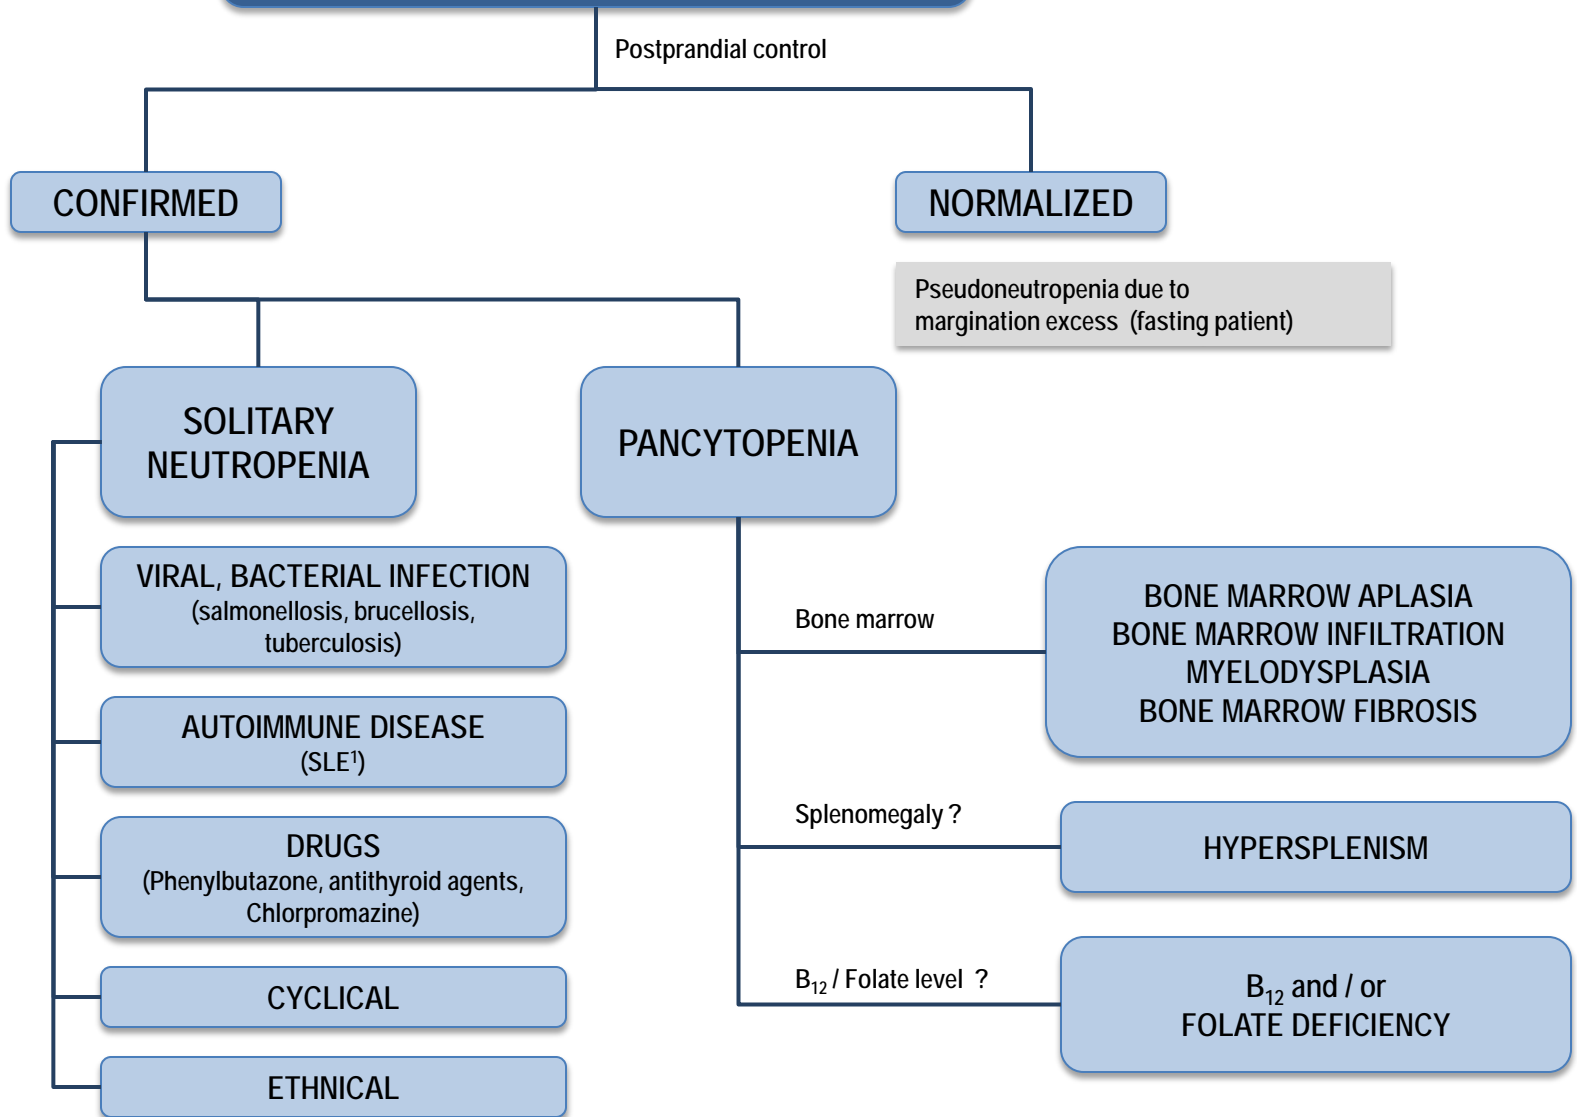 Postprandial control
CONFIRMED
NORMALIZED
Pseudoneutropenia due to
margination excess (fasting patient)
SOLITARY
NEUTROPENIA
PANCYTOPENIA
VIRAL, BACTERIAL INFECTION
(salmonellosis, brucellosis,
tuberculosis)
AUTOIMMUNE DISEASE
(SLE¹)
DRUGS
(Phenylbutazone, antithyroid agents,
Chlorpromazine)
CYCLICAL
ETHNICAL
Bone marrow
BONE MARROW APLASIA
BONE MARROW INFILTRATION
MYELODYSPLASIA
BONE MARROW FIBROSIS
Splenomegaly ?
HYPERSPLENISM
B₁₂ / Folate level ?
B₁₂ and / or
FOLATE DEFICIENCY